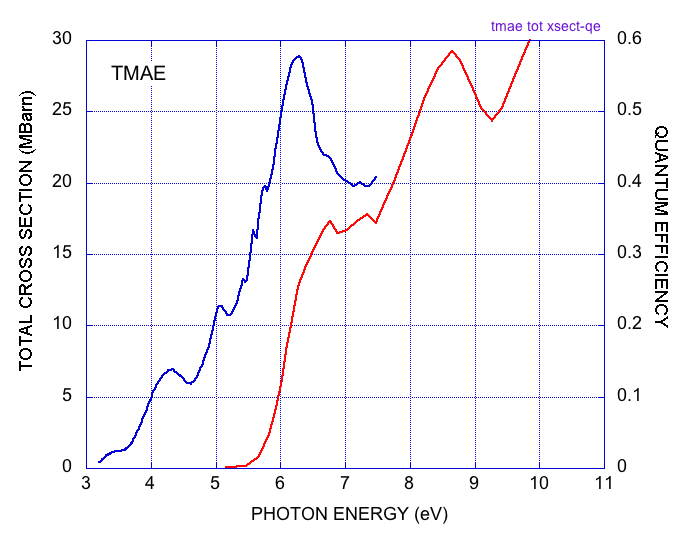 tmae tot xsect-qe
30
25
20
15
10
5
0
TOTAL CROSS SECTION (MBarn)
TMAE
0.6
0.5
0.4
0.3
0.2
0.1
0
QUANTUM EFFICIENCY
3 4 5 6 7 8 9 10 11
PHOTON ENERGY (eV)